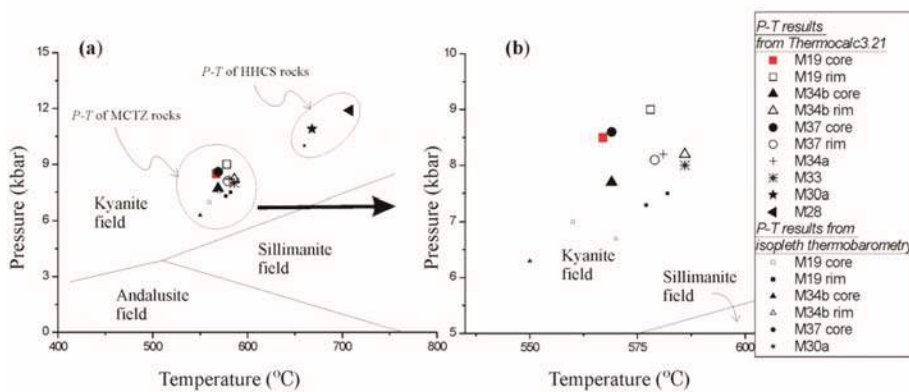 (a)
P-T of HHCS rocks
P-T of MCTZ rocks
Kyanite
field
Sillimanite
field
Andalusite
field
Pressure (kbar)
15
12
9
6
3
0
400
500
600
700
800
Temperature (°C)
(b)
Kyanite
field
Sillimanite
field
Pressure (kbar)
10
9
8
7
6
5
550
575
600
Temperature (°C)
P-T results
from Thermocalc3.21
M19 core
M19 rim
M34b core
M34b rim
M37 core
M37 rim
M34a
M33
M30a
M28
P-T results from
isopleth thermobarometry
M19 core
M19 rim
M34b core
M34b rim
M37 core
M30a